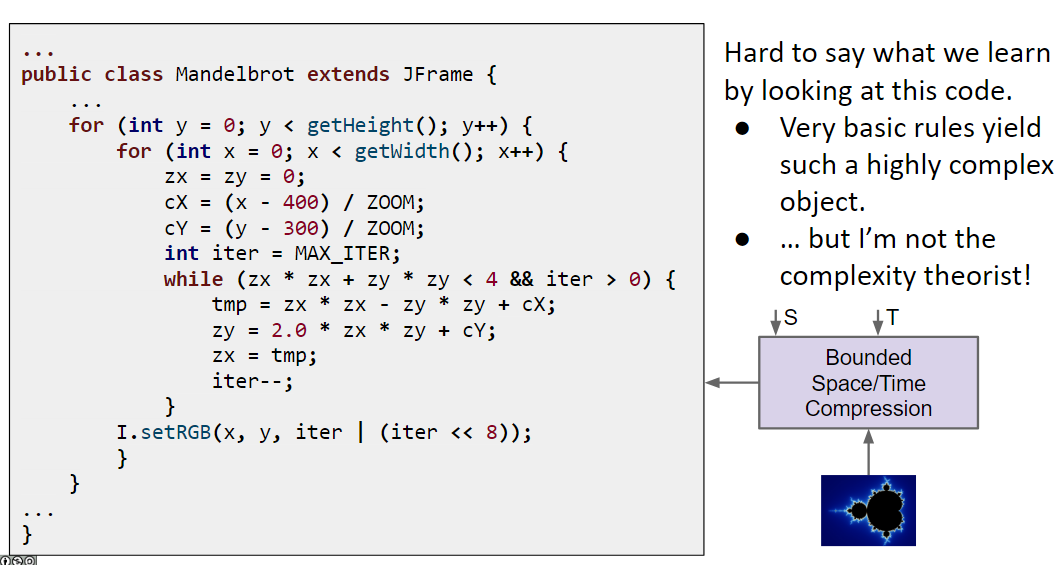 ...
public class Mandelbrot extends JFrame {
...
for (int y = 0; y < getHeight(); y++) {
for (int x = 0; x < getWidth(); x++) {
zx = zy = 0;
cX = (x - 400) / ZOOM;
cY = (y - 300) / ZOOM;
int iter = MAX_ITER;
while (zx * zx + zy * zy < 4 && iter > 0) {
tmp = zx * zx - zy * zy + cX;
zy = 2.0 * zx * zy + cY;
zx = tmp;
iter--;
}
I.setRGB(x, y, iter | (iter << 8));
}
}
...
}
Hard to say what we learn
by looking at this code.
● Very basic rules yield
such a highly complex
object.
● … but I’m not the
complexity theorist!
S
T
Bounded
Space/Time
Compression